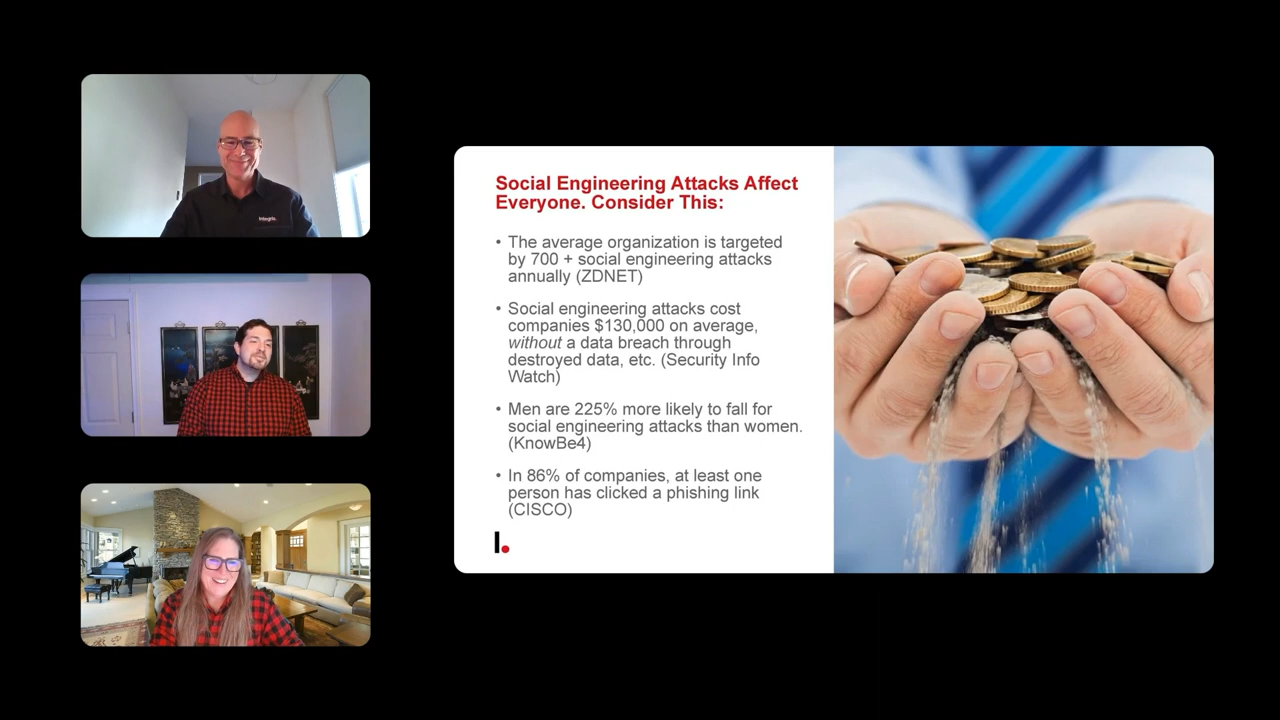 Integris.
Social Engineering Attacks Affect
Everyone. Consider This:
• The average organization is targeted
by 700 + social engineering attacks
annually (ZDNET)
• Social engineering attacks cost
companies $130,000 on average,
without a data breach through
destroyed data, etc. (Security Info
Watch)
• Men are 225% more likely to fall for
social engineering attacks than women.
(KnowBe4)
• In 86% of companies, at least one
person has clicked a phishing link
(CISCO)
I.